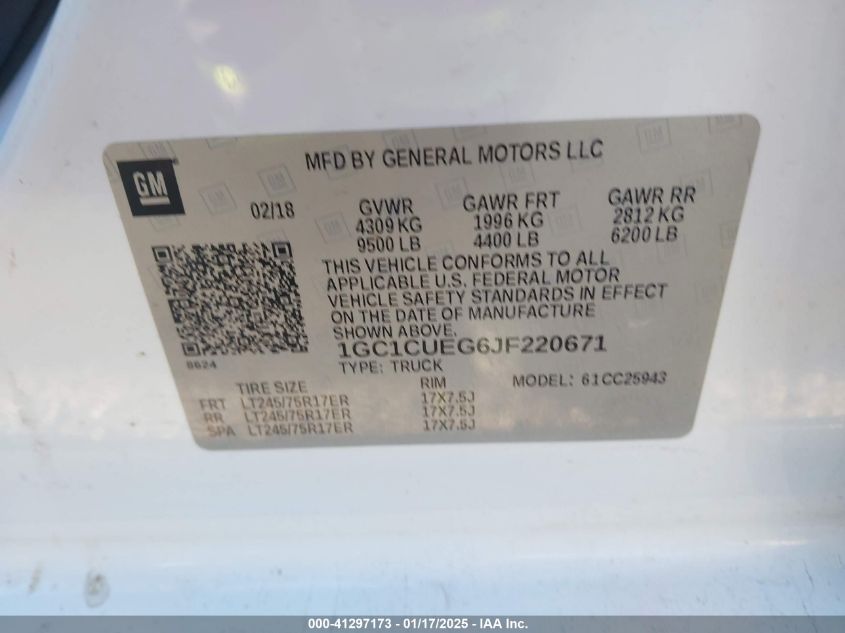 GM
MFD BY GENERAL MOTORS LLC
02/18 GVWR GAWR FRT GAWR RR
4309 KG 1996 KG 2812 KG
9500 LB 4400 LB 6200 LB
THIS VEHICLE CONFORMS TO ALL
APPLICABLE U.S. FEDERAL MOTOR
VEHICLE SAFETY STANDARDS IN EFFECT
ON THE DATE OF MANUFACTURE
SHOWN ABOVE.
1GC1CUEG6JF220671
8624
TYPE: TRUCK MODEL: 61CC25943
TIRE SIZE RIM
FRT LT245/75R17ER 17X7.5J
RR LT245/75R17ER 17X7.5J
SPA LT245/75R17ER 17X7.5J
000-41297173 - 01/17/2025 - IAA Inc.